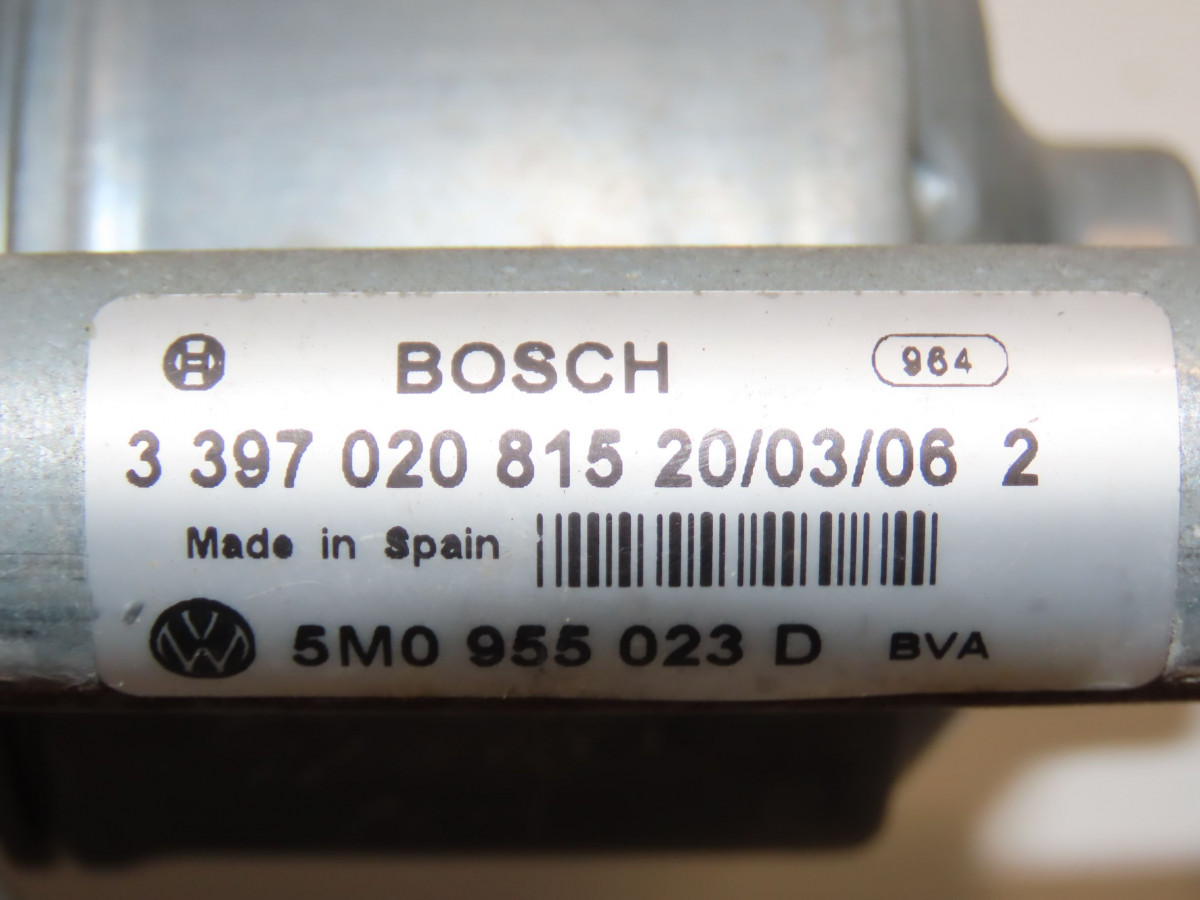 BOSCH 964
3 397 020 815 20/03/06 2
Made in Spain
5M0 955 023 D BVA